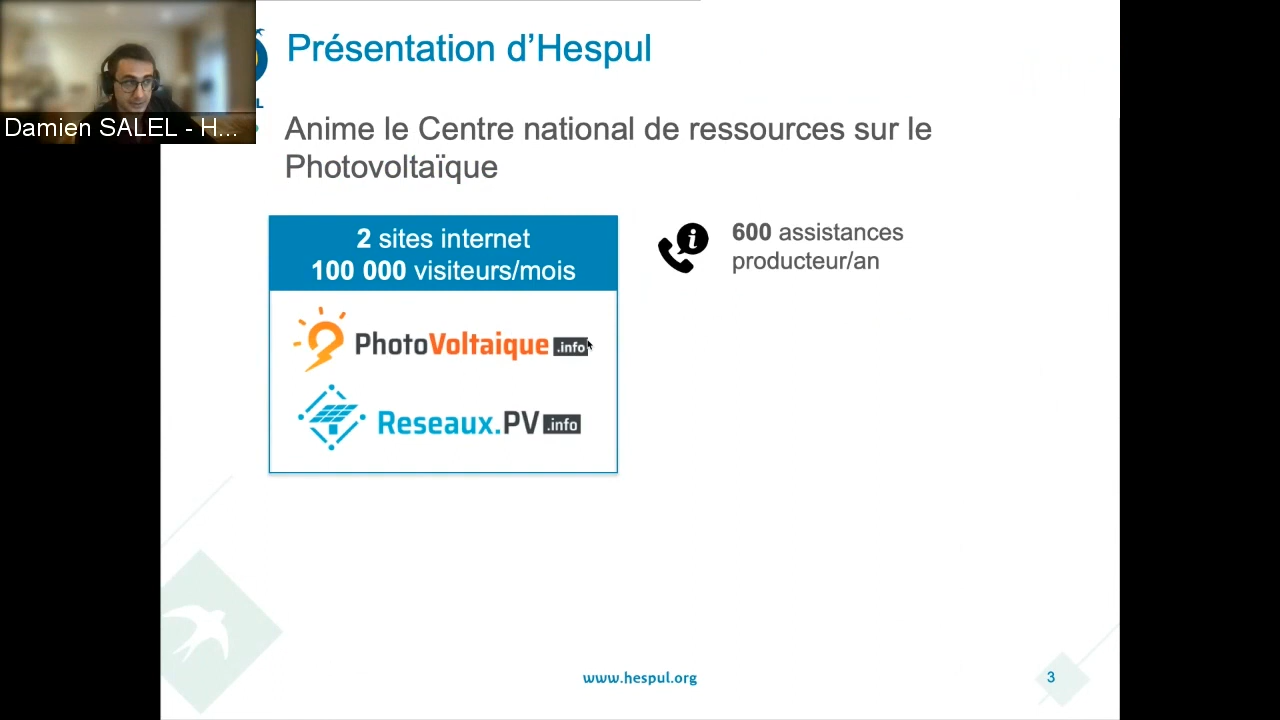 Présentation d’Hespul
Damien SALEL - H...
Anime le Centre national de ressources sur le
Photovoltaïque
2 sites internet
100 000 visiteurs/mois
PhotoVoltaique .info
Reseaux.PV .info
600 assistances
producteur/an
www.hespul.org
3